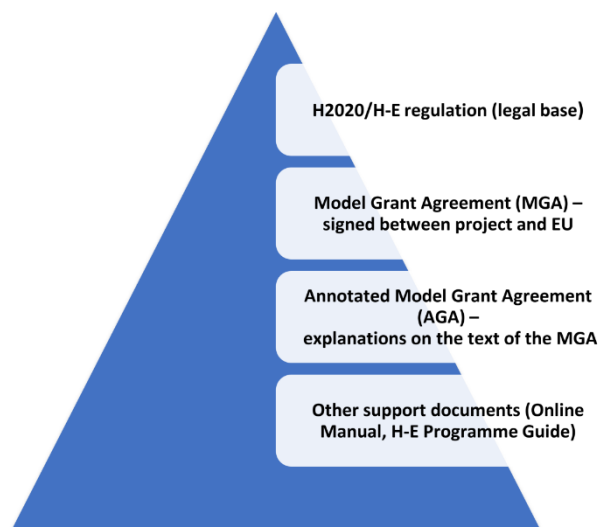 H2020/H-E regulation (legal base)
Model Grant Agreement (MGA) –
signed between project and EU
Annotated Model Grant Agreement
(AGA) –
explanations on the text of the MGA
Other support documents (Online
Manual, H-E Programme Guide)